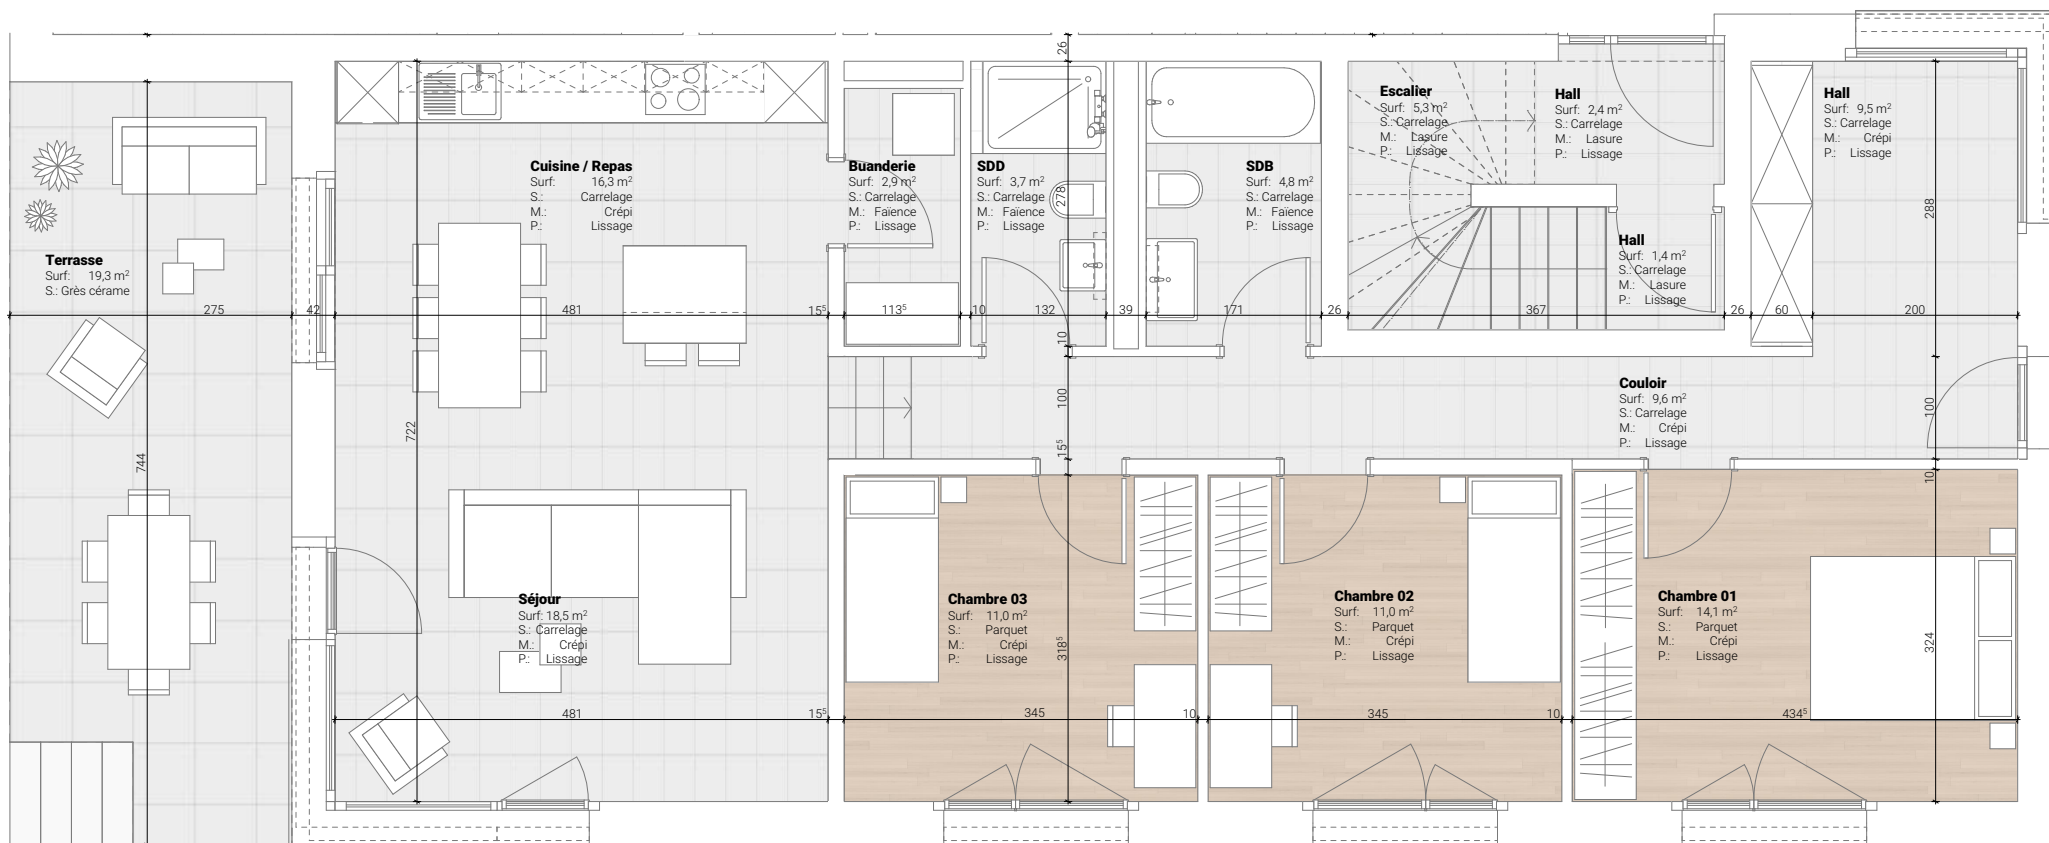 Terrasse
Surf: 19,3 m²
S.: Grès cérame
Cuisine / Repas
Surf: 16,3 m²
S.: Carrelage
M.: Crépi
P.: Lissage
Buanderie
Surf: 2,9 m²
S.: Carrelage
M.: Faïence
P.: Lissage
SDD
Surf: 3,7 m²
S.: Carrelage
M.: Faïence
P.: Lissage
SDB
Surf: 4,8 m²
S.: Carrelage
M.: Faïence
P.: Lissage
Escalier
Surf: 5,3 m²
S.: Carrelage
M.: Lasure
P.: Lissage
Hall
Surf: 2,4 m²
S.: Carrelage
M.: Lasure
P.: Lissage
Hall
Surf: 9,5 m²
S.: Carrelage
M.: Crépi
P.: Lissage
Hall
Surf: 1,4 m²
S.: Carrelage
M.: Lasure
P.: Lissage
26
278
288
275
42
481
15⁵
113⁵
10
132
39
171
26
367
26
60
200
10
100
15⁵
722
744
Couloir
Surf: 9,6 m²
S.: Carrelage
M.: Crépi
P.: Lissage
100
10
Séjour
Surf: 18,5 m²
S.: Carrelage
M.: Crépi
P.: Lissage
Chambre 03
Surf: 11,0 m²
S.: Parquet
M.: Crépi
P.: Lissage
318⁵
Chambre 02
Surf: 11,0 m²
S.: Parquet
M.: Crépi
P.: Lissage
Chambre 01
Surf: 14,1 m²
S.: Parquet
M.: Crépi
P.: Lissage
324
481
15⁵
345
10
345
10
434⁵